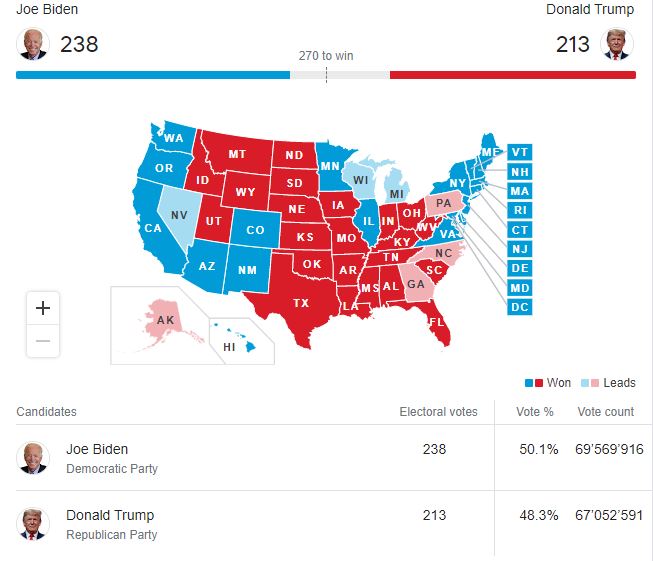 Joe Biden Donald Trump
238 213
270 to win
WA
MT ND MN ME VT
OR NH
ID SD WI MI NY MA
WY RI
NV NE IA PA CT
UT CO IL IN OH NJ
CA KS MO WV VA DE
KY MD
AZ NM OK AR TN NC DC
MS AL GA SC
TX LA
FL
+
−
AK
HI
Won Leads
Candidates Electoral votes Vote % Vote count
Joe Biden 238 50.1% 69’569’916
Democratic Party
Donald Trump 213 48.3% 67’052’591
Republican Party